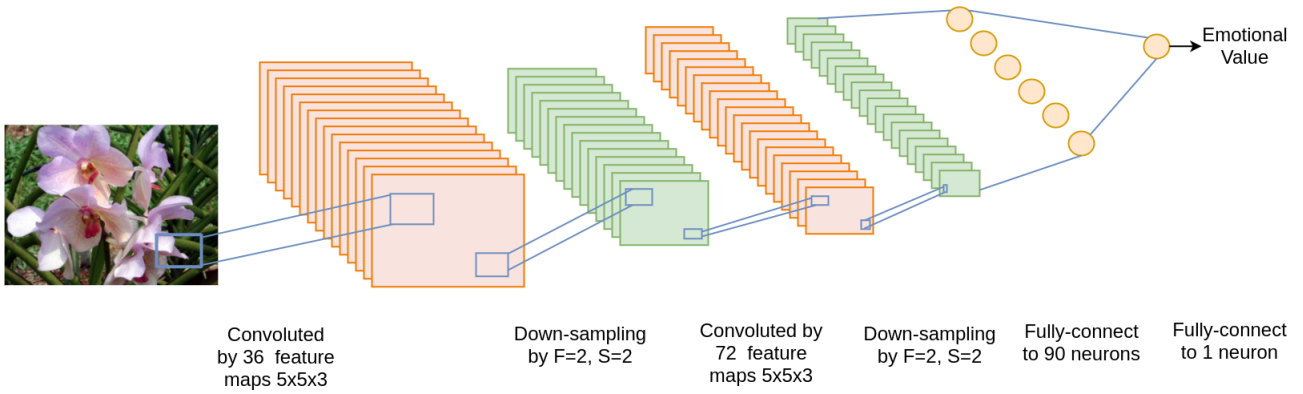 Emotional
Value
Convoluted
by 36 feature
maps 5x5x3
Down-sampling
by F=2, S=2
Convoluted by
72 feature
maps 5x5x3
Down-sampling
by F=2, S=2
Fully-connect
to 90 neurons
Fully-connect
to 1 neuron